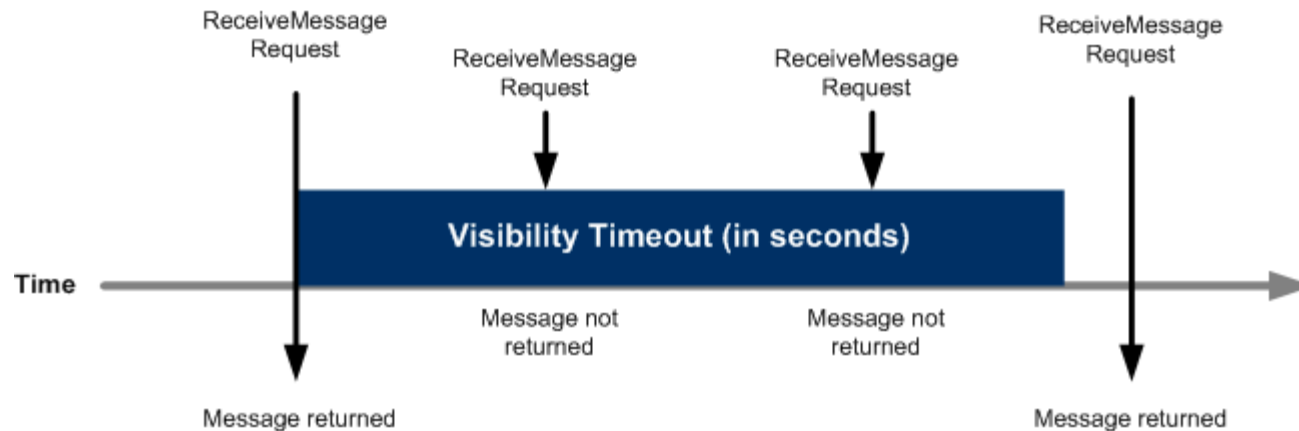 ReceiveMessage
Request
ReceiveMessage
Request
ReceiveMessage
Request
ReceiveMessage
Request
Visibility Timeout (in seconds)
Time
Message not
returned
Message not
returned
Message returned
Message returned